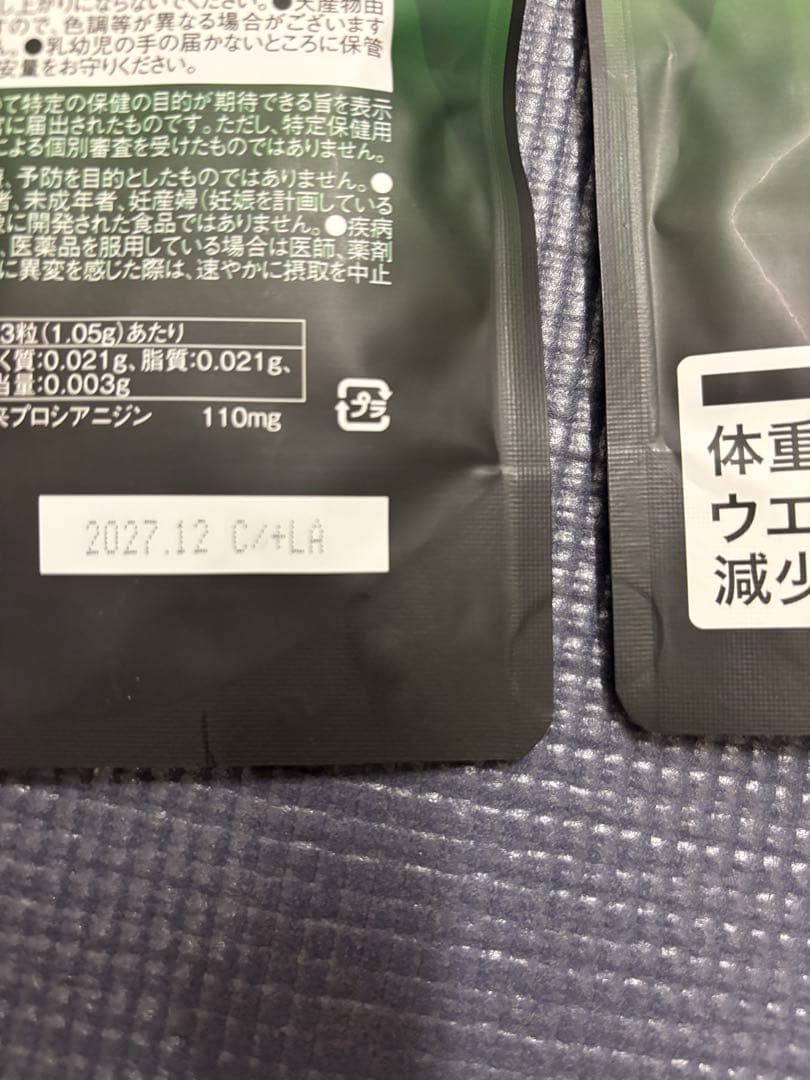 し上がりにならないでください。●天産物由
すので、色調等が異なる場合がございます
ん。●乳幼児の手の届かないところに保管
安量をお守りください。
いて特定の保健の目的が期待できる旨を表示
官に届出されたものです。ただし、特定保健用
による個別審査を受けたものではありません。
、予防を目的としたものではありません。●
者、未成年者、妊産婦(妊娠を計画している
に開発された食品ではありません。●疾病
、医薬品を服用している場合は医師、薬剤
に異変を感じた際は、速やかに摂取を中止
3粒(1.05g)あたり
く質:0.021g、脂質:0.021g、
当量:0.003g
来プロシアニジン 110mg
プラ
2027.12 C/+LA
体重
ウエ
減少